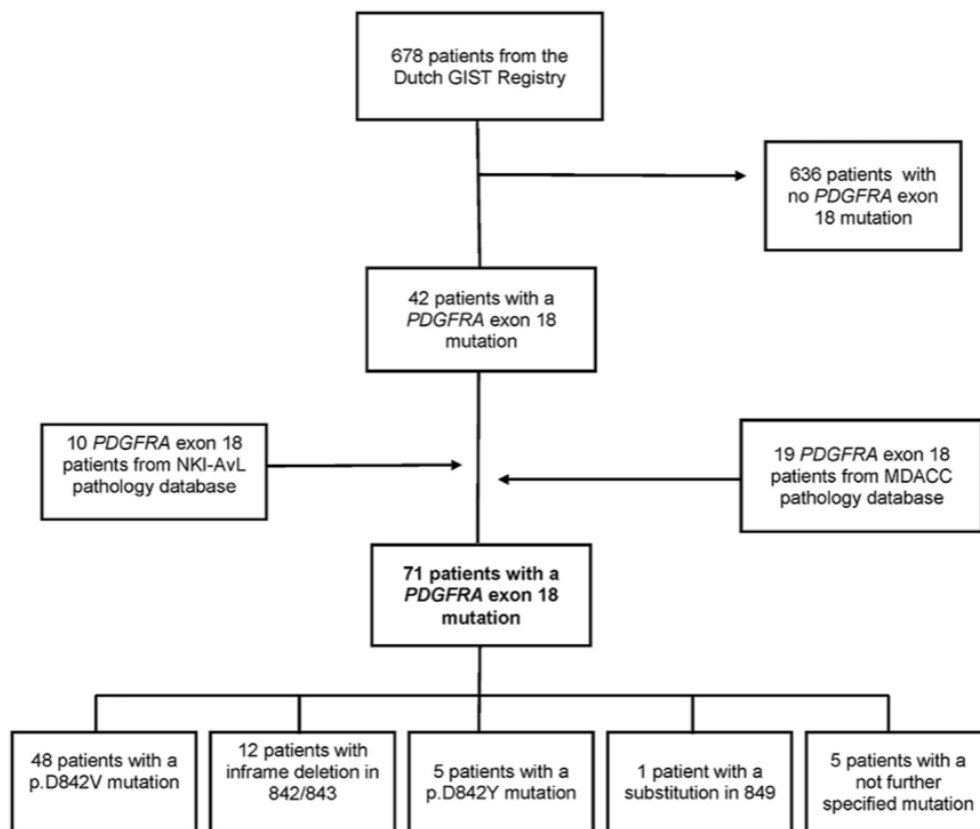 678 patients from the
Dutch GIST Registry
636 patients with
no PDGFRA exon
18 mutation
42 patients with a
PDGFRA exon 18
mutation
10 PDGFRA exon 18
patients from NKI-AvL
pathology database
19 PDGFRA exon 18
patients from MDACC
pathology database
71 patients with a
PDGFRA exon 18
mutation
48 patients with a
p.D842V mutation
12 patients with
inframe deletion in
842/843
5 patients with a
p.D842Y mutation
1 patient with a
substitution in 849
5 patients with a
not further
specified mutation